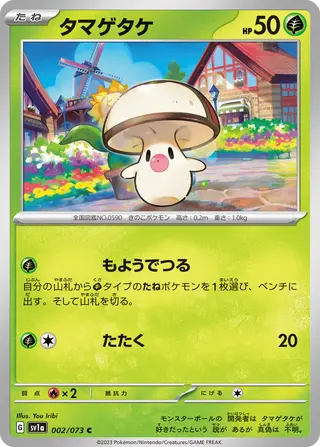 たね タマゲタケ HP50
全国図鑑NO.0590 きのこポケモン 高さ：0.2m 重さ：1.0kg
もようでつる
自分の山札から草タイプのたねポケモンを1枚選び、ベンチに
出す。そして山札を切る。
たたく 20
弱点 ×2 抵抗力 にげる
Illus. You Iribi
G sv1a 002/073 C
モンスターボールの開発者はタマゲタケが
好きだったという説があるが真偽は不明。
©2023 Pokémon/Nintendo/Creatures/GAME FREAK.